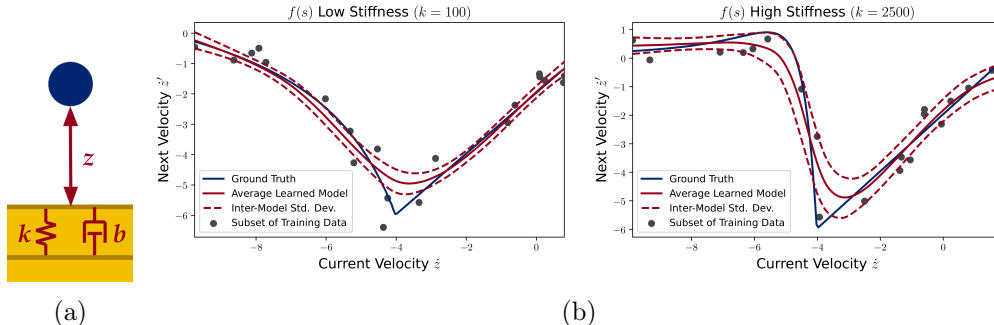 z
k
b
(a)
f(s) Low Stiffness (k = 100)
Next Velocity ż′
0
−1
−2
−3
−4
−5
−6
Ground Truth
Average Learned Model
Inter-Model Std. Dev.
Subset of Training Data
−8
−6
−4
−2
0
Current Velocity ż
f(s) High Stiffness (k = 2500)
Next Velocity ż′
1
0
−1
−2
−3
−4
−5
−6
Ground Truth
Average Learned Model
Inter-Model Std. Dev.
Subset of Training Data
−8
−6
−4
−2
0
Current Velocity ż
(b)